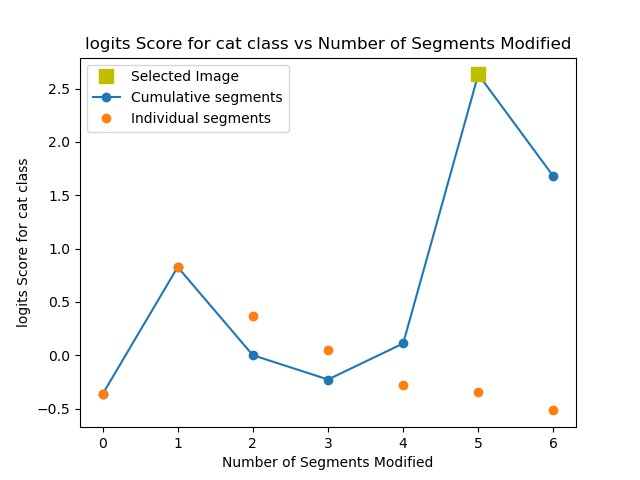 logits Score for cat class vs Number of Segments Modified
Selected Image
Cumulative segments
Individual segments
2.5
2.0
1.5
1.0
0.5
0.0
−0.5
logits Score for cat class
0 1 2 3 4 5 6
Number of Segments Modified